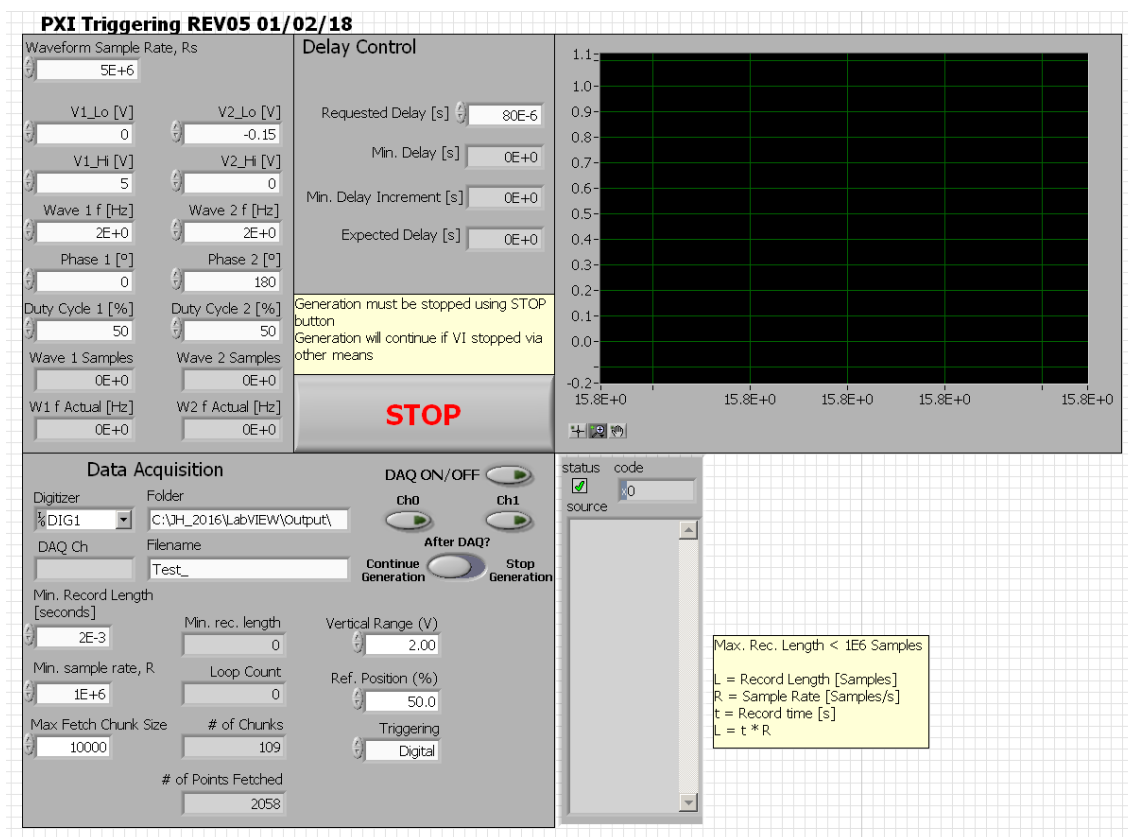 PXI Triggering REV05 01/02/18
Waveform Sample Rate, Rs
5E+6
V1_Lo [V]
V2_Lo [V]
0
-0.15
V1_Hi [V]
V2_Hi [V]
5
0
Wave 1 f [Hz]
Wave 2 f [Hz]
2E+0
2E+0
Phase 1 [º]
Phase 2 [º]
0
180
Duty Cycle 1 [%]
Duty Cycle 2 [%]
50
50
Wave 1 Samples
Wave 2 Samples
0E+0
0E+0
W1 f Actual [Hz]
W2 f Actual [Hz]
0E+0
0E+0
Delay Control
Requested Delay [s]
80E-6
Min. Delay [s]
0E+0
Min. Delay Increment [s]
0E+0
Expected Delay [s]
0E+0
Generation must be stopped using STOP
button
Generation will continue if VI stopped via
other means
STOP
1.1
1.0
0.9
0.8
0.7
0.6
0.5
0.4
0.3
0.2
0.1
0.0
-0.2
15.8E+0
15.8E+0
15.8E+0
15.8E+0
15.8E+0
Data Acquisition
DAQ ON/OFF
Digitizer
Folder
Ch0
Ch1
DIG1
C:\JH_2016\LabVIEW\Output\
DAQ Ch
Filename
After DAQ?
Test_
Continue
Generation
Stop
Generation
Min. Record Length
[seconds]
2E-3
Min. rec. length
0
Vertical Range (V)
2.00
Min. sample rate, R
1E+6
Loop Count
0
Ref. Position (%)
50.0
Max Fetch Chunk Size
10000
# of Chunks
109
Triggering
Digital
# of Points Fetched
2058
status
code
x0
source
Max. Rec. Length < 1E6 Samples
L = Record Length [Samples]
R = Sample Rate [Samples/s]
t = Record time [s]
L = t * R